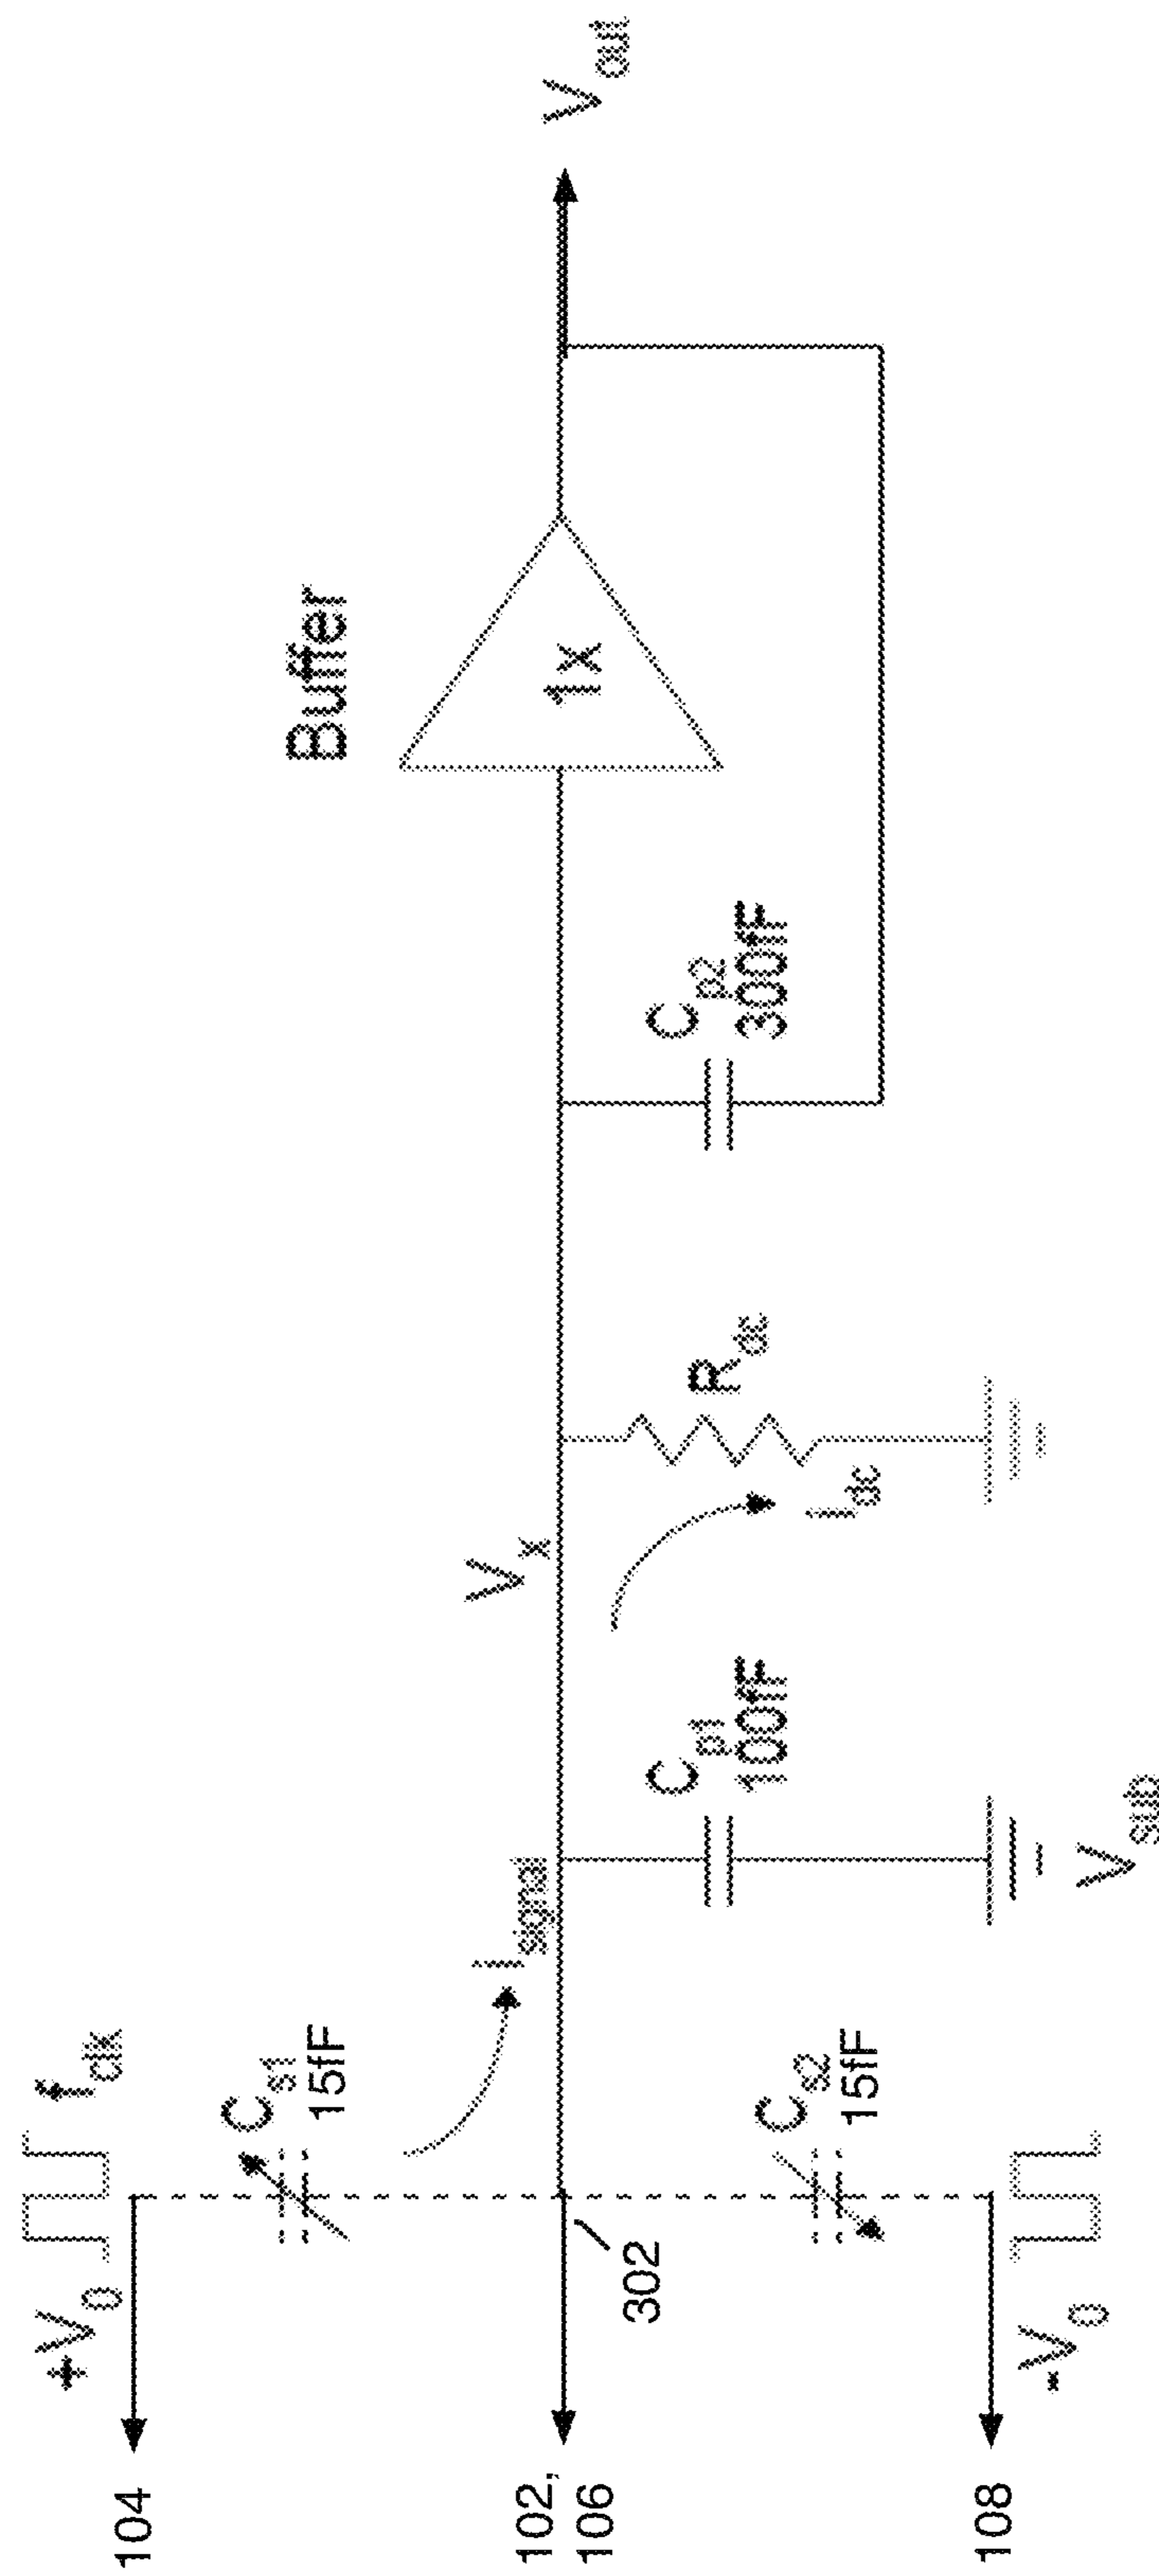 +V0
fclk
104
Cs1
15fF
Isignal
Vx
Buffer
1x
Vout
102,
106
302
Cp1
100fF
Rdc
Idc
Cp2
300fF
Cs2
15fF
108
-V0
Vsub